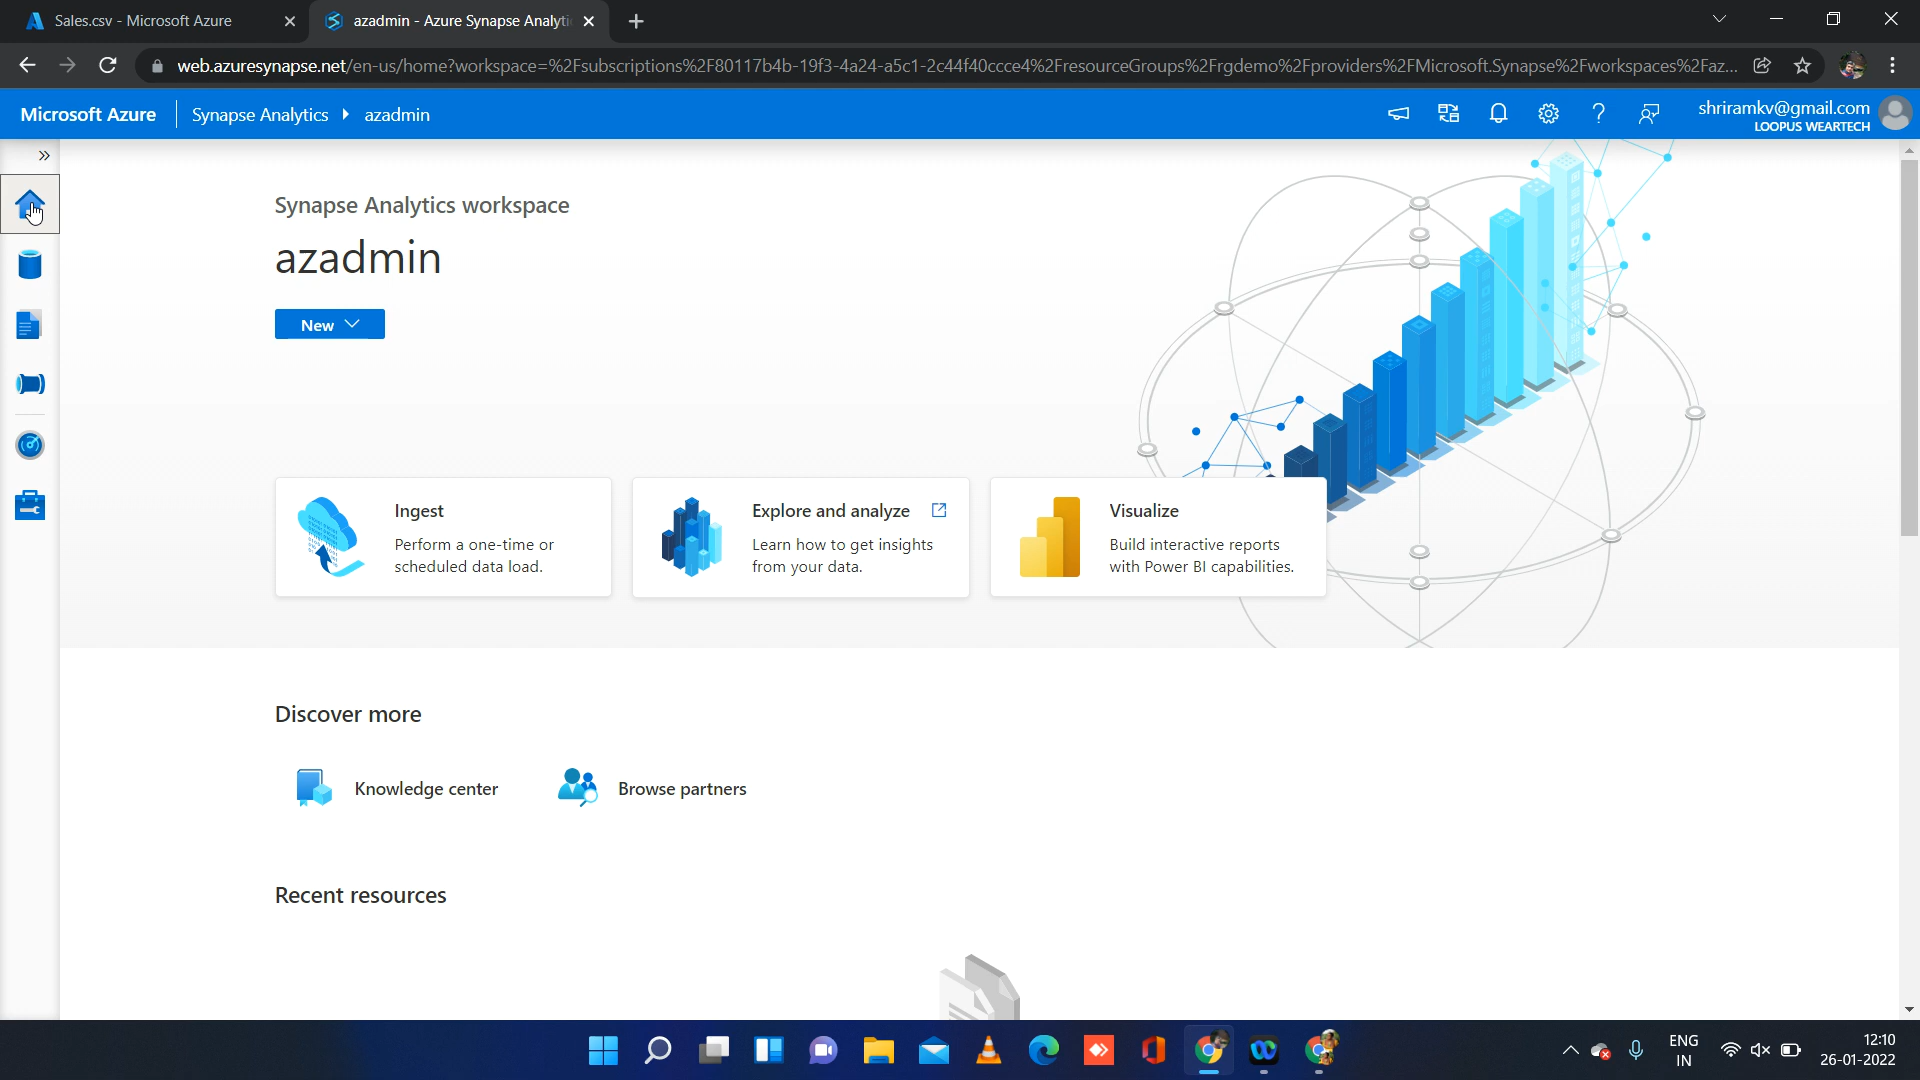 Sales.csv - Microsoft Azure
azadmin - Azure Synapse Analyti
web.azuresynapse.net/en-us/home?workspace=%2Fsubscriptions%2F80117b4b-19f3-4a24-a5c1-2c44f40ccce4%2FresourceGroups%2Frgdemo%2Fproviders%2FMicrosoft.Synapse%2Fworkspaces%2Faz...
Microsoft Azure
Synapse Analytics
azadmin
shriramkv@gmail.com
LOOPUS WEARTECH
Synapse Analytics workspace
azadmin
New
Ingest
Perform a one-time or
scheduled data load.
Explore and analyze
Learn how to get insights
from your data.
Visualize
Build interactive reports
with Power BI capabilities.
Discover more
Knowledge center
Browse partners
Recent resources
ENG
IN
12:10
26-01-2022